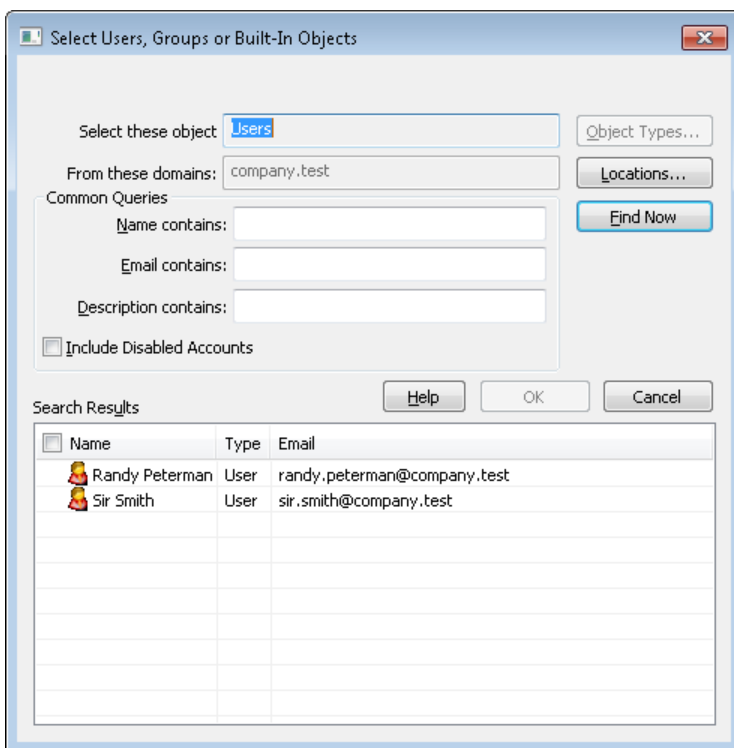 Select Users, Groups or Built-In Objects
Select these object Users Object Types...
From these domains: company.test Locations...
Common Queries
Name contains: Find Now
Email contains:
Description contains:
Include Disabled Accounts
Help OK Cancel
Search Results
Name Type Email
Randy Peterman User randy.peterman@company.test
Sir Smith User sir.smith@company.test